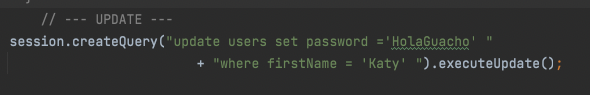 // --- UPDATE ---
session.createQuery("update users set password ='HolaGuacho' "
+ "where firstName = 'Katy' ").executeUpdate();